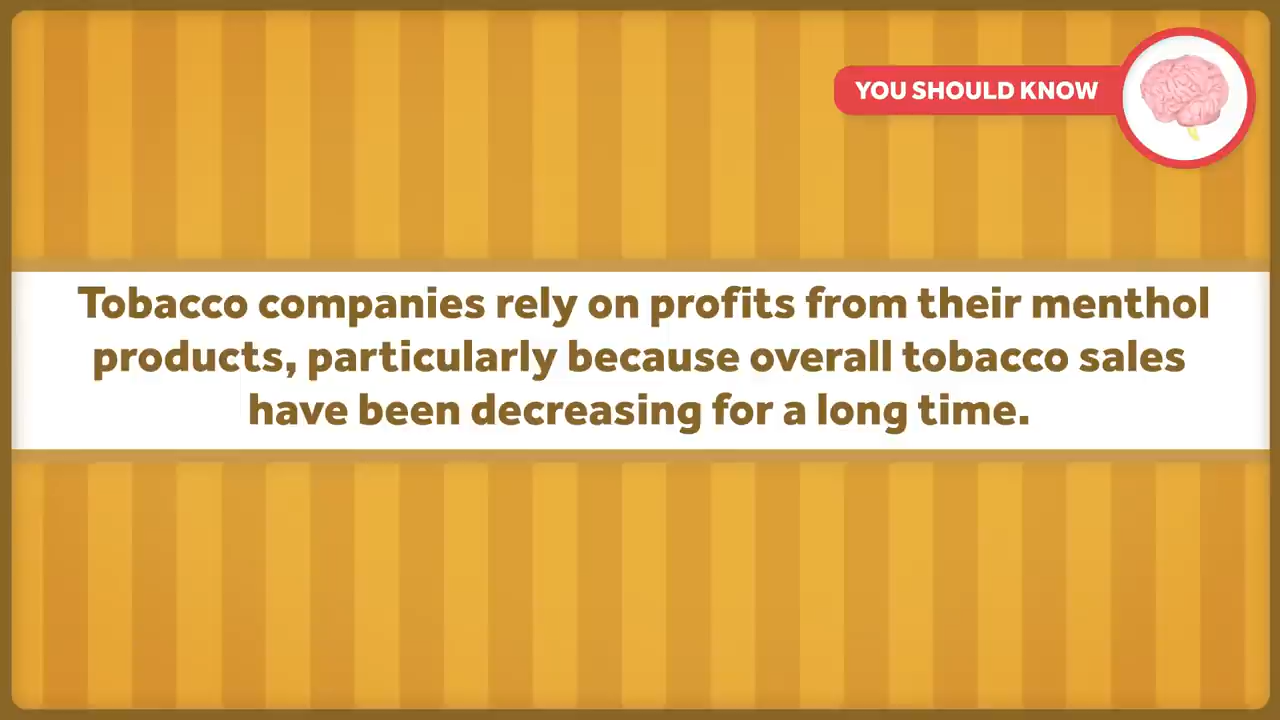 YOU SHOULD KNOW
Tobacco companies rely on profits from their menthol
products, particularly because overall tobacco sales
have been decreasing for a long time.